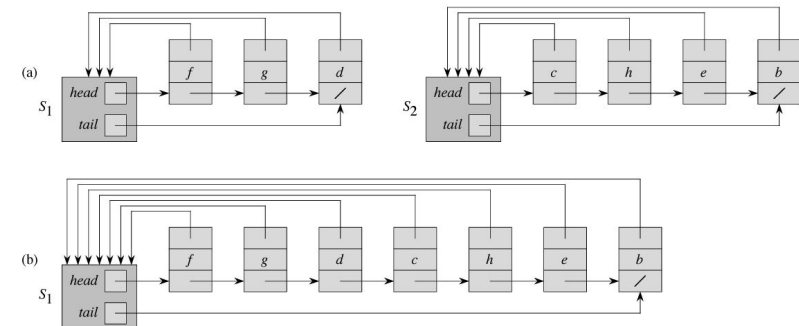 (a)
head f g d
S1 tail
head c h e b
S2 tail
(b)
head f g d c h e b
S1 tail